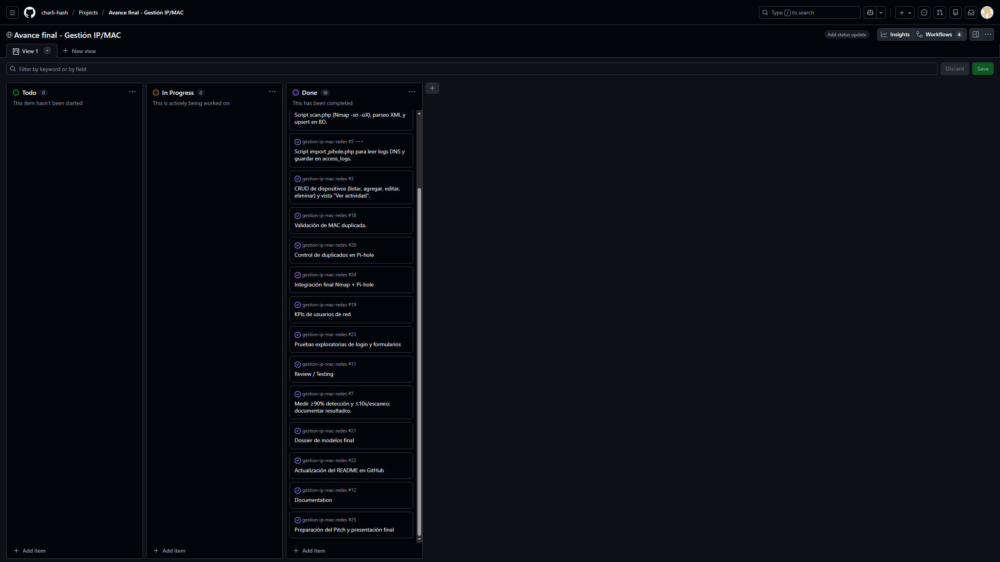 charli-hash / Projects / Avance final - Gestión IP/MAC
Type / to search
Avance final - Gestión IP/MAC
Add status update
Insights
Workflows 4
View 1
New view
Filter by keyword or by field
Discard
Save
Todo 0
This item hasn't been started
Add item
In Progress 0
This is actively being worked on
Add item
Done 16
This has been completed
Script scan.php (Nmap -sn -oX), parseo XML y
upsert en BD.
gestion-ip-mac-redes #5
Script import_pihole.php para leer logs DNS y
guardar en access_logs.
gestion-ip-mac-redes #3
CRUD de dispositivos (listar, agregar, editar,
eliminar) y vista "Ver actividad".
gestion-ip-mac-redes #18
Validación de MAC duplicada.
gestion-ip-mac-redes #20
Control de duplicados en Pi-hole
gestion-ip-mac-redes #24
Integración final Nmap + Pi-hole
gestion-ip-mac-redes #19
KPIs de usuarios de red
gestion-ip-mac-redes #23
Pruebas exploratorias de login y formularios
gestion-ip-mac-redes #11
Review / Testing
gestion-ip-mac-redes #7
Medir ≥90% detección y ≤10s/escaneo;
documentar resultados.
gestion-ip-mac-redes #21
Dossier de modelos final
gestion-ip-mac-redes #22
Actualización del README en GitHub
gestion-ip-mac-redes #12
Documentation
gestion-ip-mac-redes #25
Preparación del Pitch y presentación final
Add item